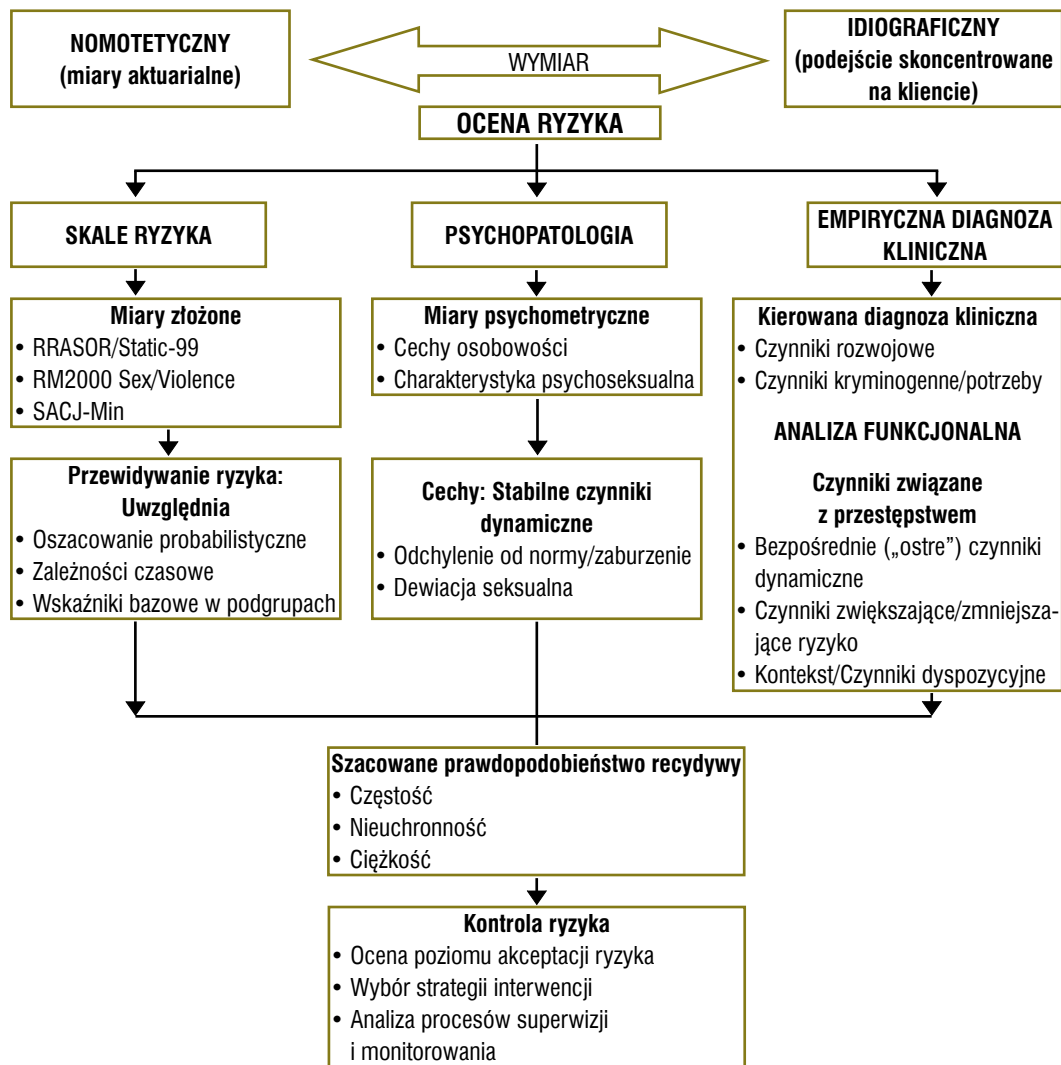 NOMOTETYCZNY
(miary aktuarialne)
WYMIAR
IDIOGRAFICZNY
(podejście skoncentrowane
na kliencie)
OCENA RYZYKA
SKALE RYZYKA
Miary złożone
• RRASOR/Static-99
• RM2000 Sex/Violence
• SACJ-Min
Przewidywanie ryzyka:
Uwzględnia
• Oszacowanie probabilistyczne
• Zależności czasowe
• Wskaźniki bazowe w podgrupach
PSYCHOPATOLOGIA
Miary psychometryczne
• Cechy osobowości
• Charakterystyka psychoseksualna
Cechy: Stabilne czynniki
dynamiczne
• Odchylenie od normy/zaburzenie
• Dewiacja seksualna
EMPIRYCZNA DIAGNOZA
KLINICZNA
Kierowana diagnoza kliniczna
• Czynniki rozwojowe
• Czynniki kryminogenne/potrzeby
ANALIZA FUNKCJONALNA
Czynniki związane
z przestępstwem
• Bezpośrednie („ostre”) czynniki
dynamiczne
• Czynniki zwiększające/zmniejsza-
jące ryzyko
• Kontekst/Czynniki dyspozycyjne
Szacowane prawdopodobieństwo recydywy
• Częstość
• Nieuchronność
• Ciężkość
Kontrola ryzyka
• Ocena poziomu akceptacji ryzyka
• Wybór strategii interwencji
• Analiza procesów superwizji
i monitorowania